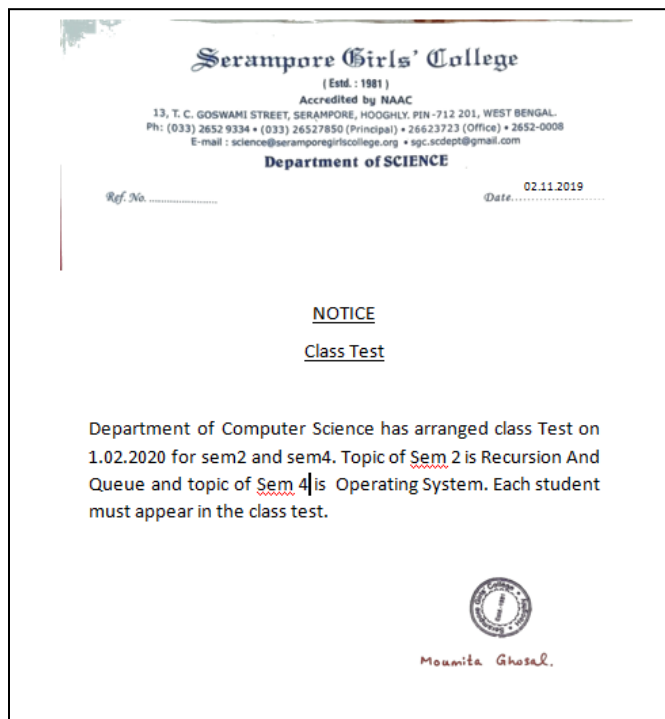 Serampore Girls' College
( Estd. : 1981 )
Accredited by NAAC
13, T. C. GOSWAMI STREET, SERAMPORE, HOOGHLY. PIN-712 201, WEST BENGAL.
Ph: (033) 2652 9334 • (033) 26527850 (Principal) • 26623723 (Office) • 2652-0008
E-mail : science@seramporegirlscollege.org • sgc.scdept@gmail.com
Department of SCIENCE
Ref. No. ......................
Date.............................. 02.11.2019
NOTICE
Class Test
Department of Computer Science has arranged class Test on
1.02.2020 for sem2 and sem4. Topic of Sem 2 is Recursion And
Queue and topic of Sem 4 is Operating System. Each student
must appear in the class test.
Serampore Girls' College
Moumita Ghosal.